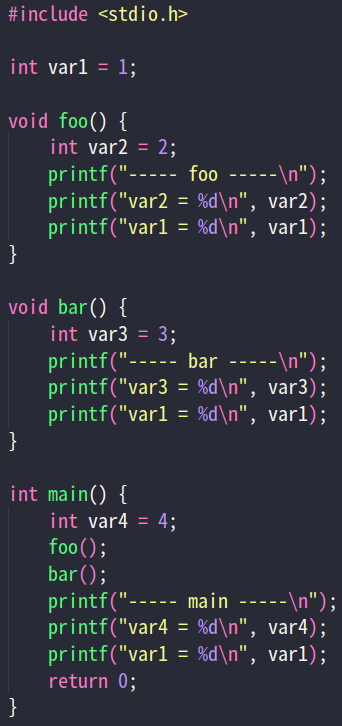 #include <stdio.h>

int var1 = 1;

void foo() {
    int var2 = 2;
    printf("----- foo -----\n");
    printf("var2 = %d\n", var2);
    printf("var1 = %d\n", var1);
}

void bar() {
    int var3 = 3;
    printf("----- bar -----\n");
    printf("var3 = %d\n", var3);
    printf("var1 = %d\n", var1);
}

int main() {
    int var4 = 4;
    foo();
    bar();
    printf("----- main -----\n");
    printf("var4 = %d\n", var4);
    printf("var1 = %d\n", var1);
    return 0;
}